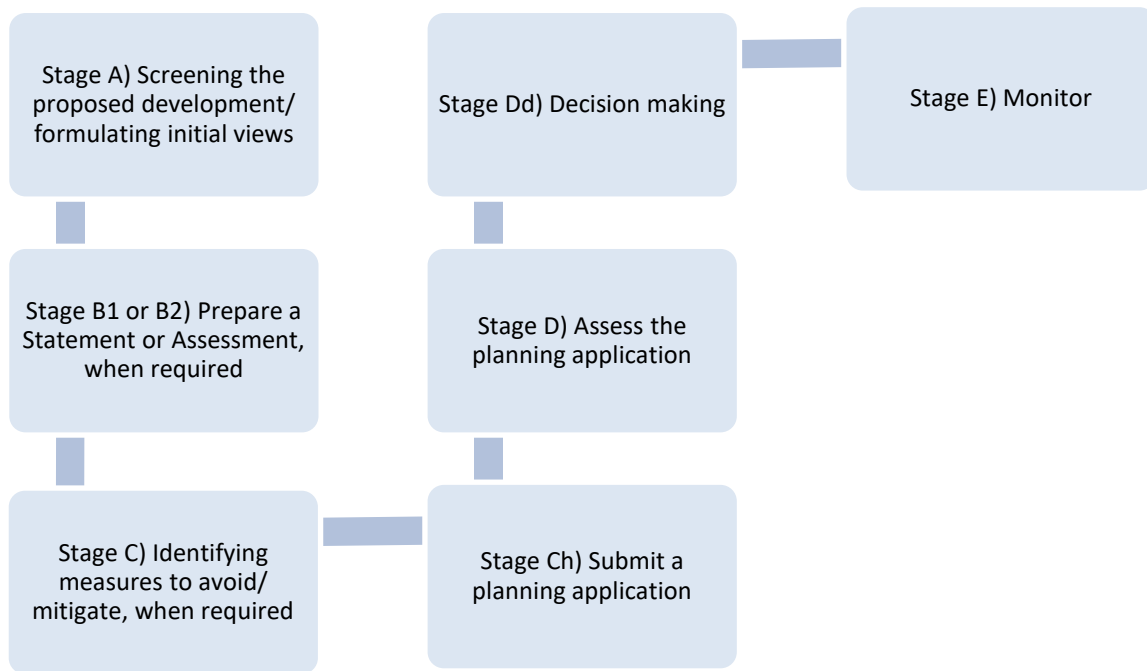 Stage A) Screening the
proposed development/
formulating initial views
Stage B1 or B2) Prepare a
Statement or Assessment,
when required
Stage C) Identifying
measures to avoid/
mitigate, when required
Stage Ch) Submit a
planning application
Stage D) Assess the
planning application
Stage Dd) Decision making
Stage E) Monitor